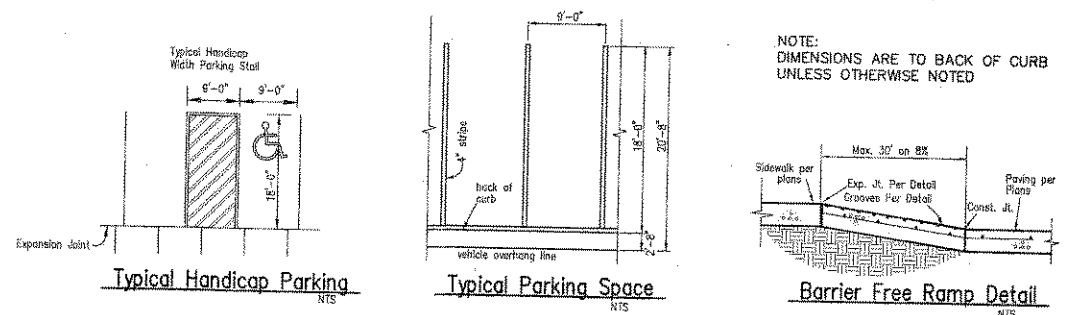 Typical Handicap
Width Parking Stall
9'-0"
9'-0"
18'-0"
Expansion Joint
Typical Handicap Parking
NTS
9'-0"
4" stripe
back of
curb
18'-0"
20'-8"
2'-8"
vehicle overhang line
Typical Parking Space
NTS
NOTE:
DIMENSIONS ARE TO BACK OF CURB
UNLESS OTHERWISE NOTED
Max. 30' on 8%
Sidewalk per
plans
Exp. Jt. Per Detail
Grooves Per Detail
Paving per
Plans
Const. Jt.
Barrier Free Ramp Detail
NTS